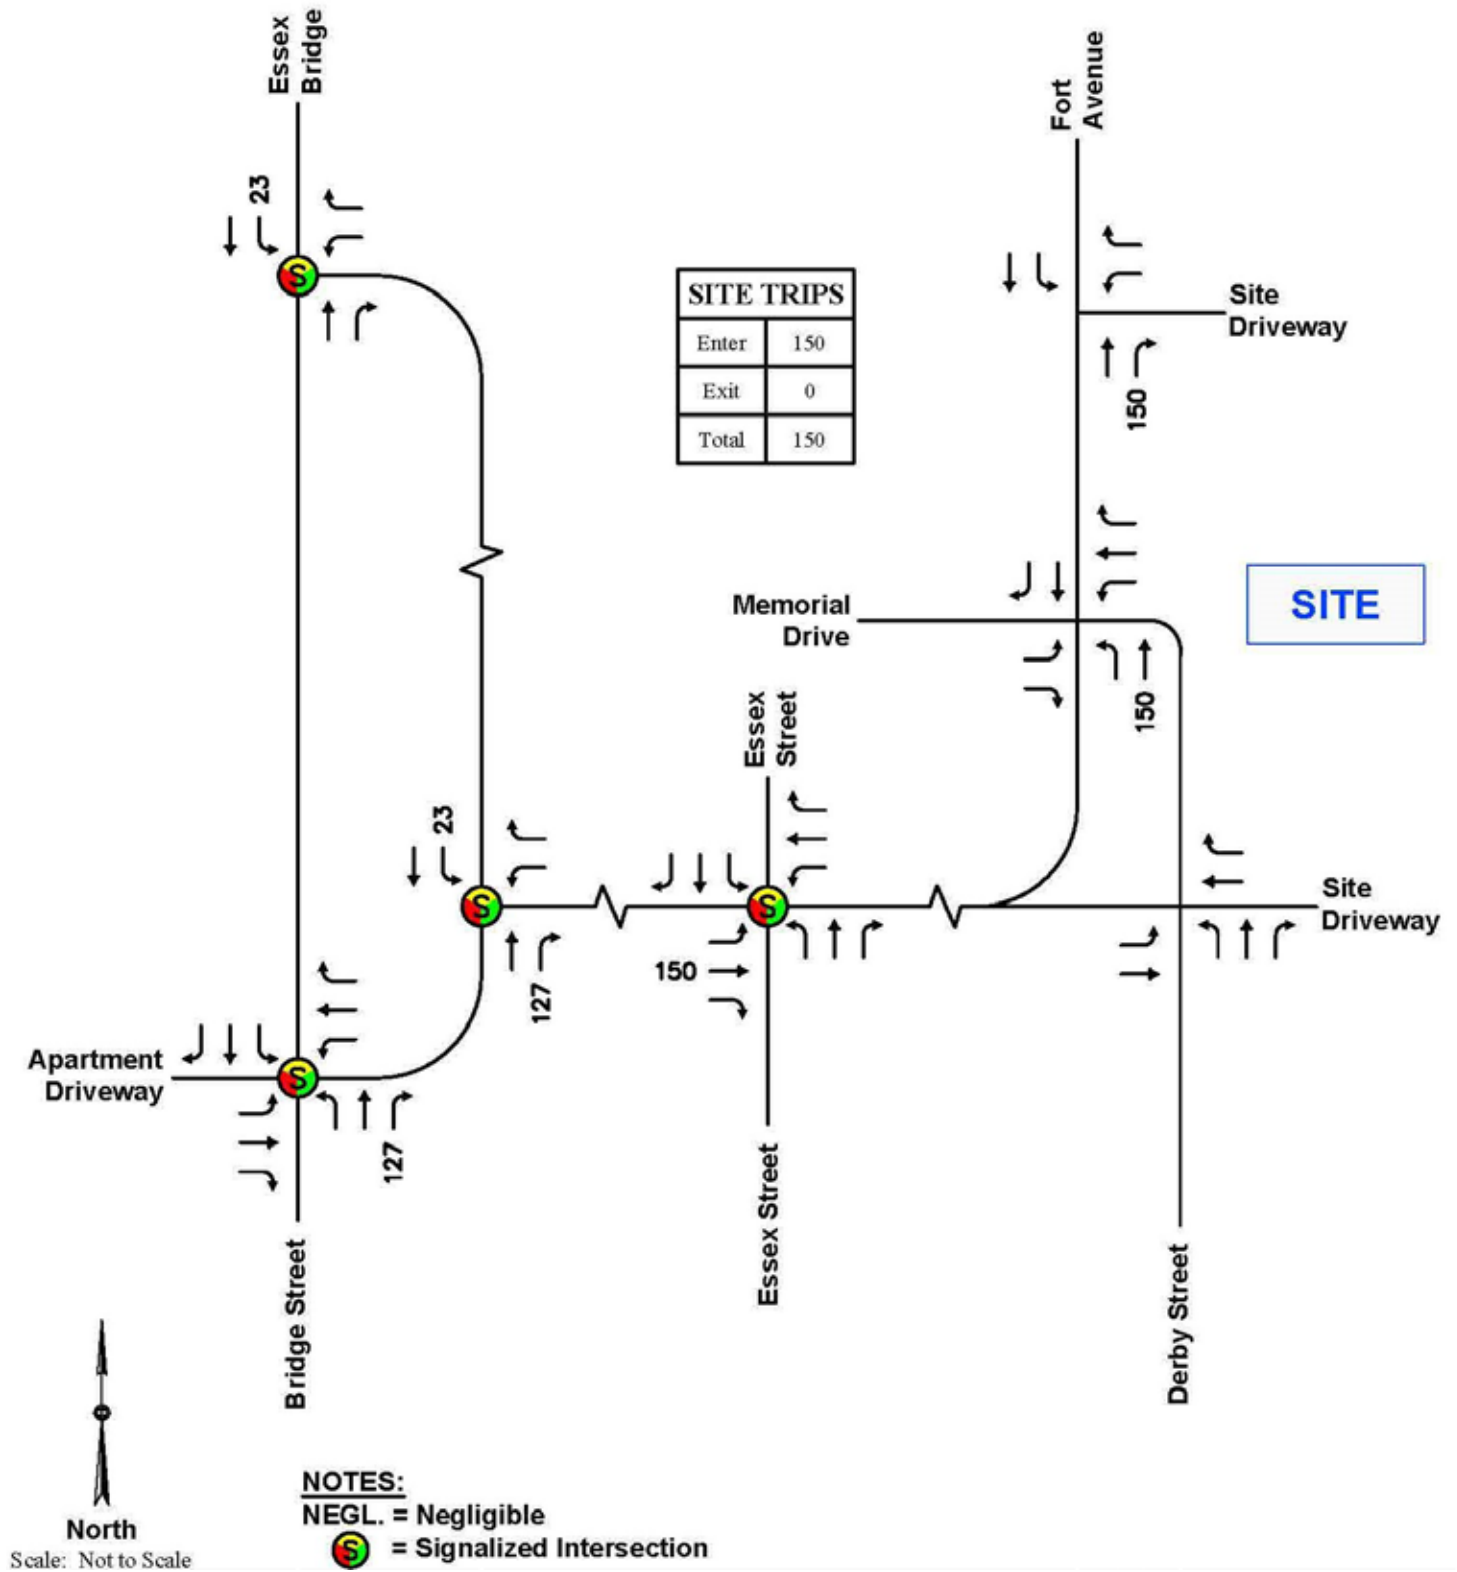 Essex
Bridge
Fort
Avenue
23
SITE TRIPS
Enter 150
Exit 0
Total 150
Site
Driveway
150
Memorial
Drive
SITE
150
Essex
Street
23
S
S
S
S
150
127
Site
Driveway
Apartment
Driveway
127
Essex Street
Bridge Street
Derby Street
North
Scale: Not to Scale
NOTES:
NEGL. = Negligible
S = Signalized Intersection